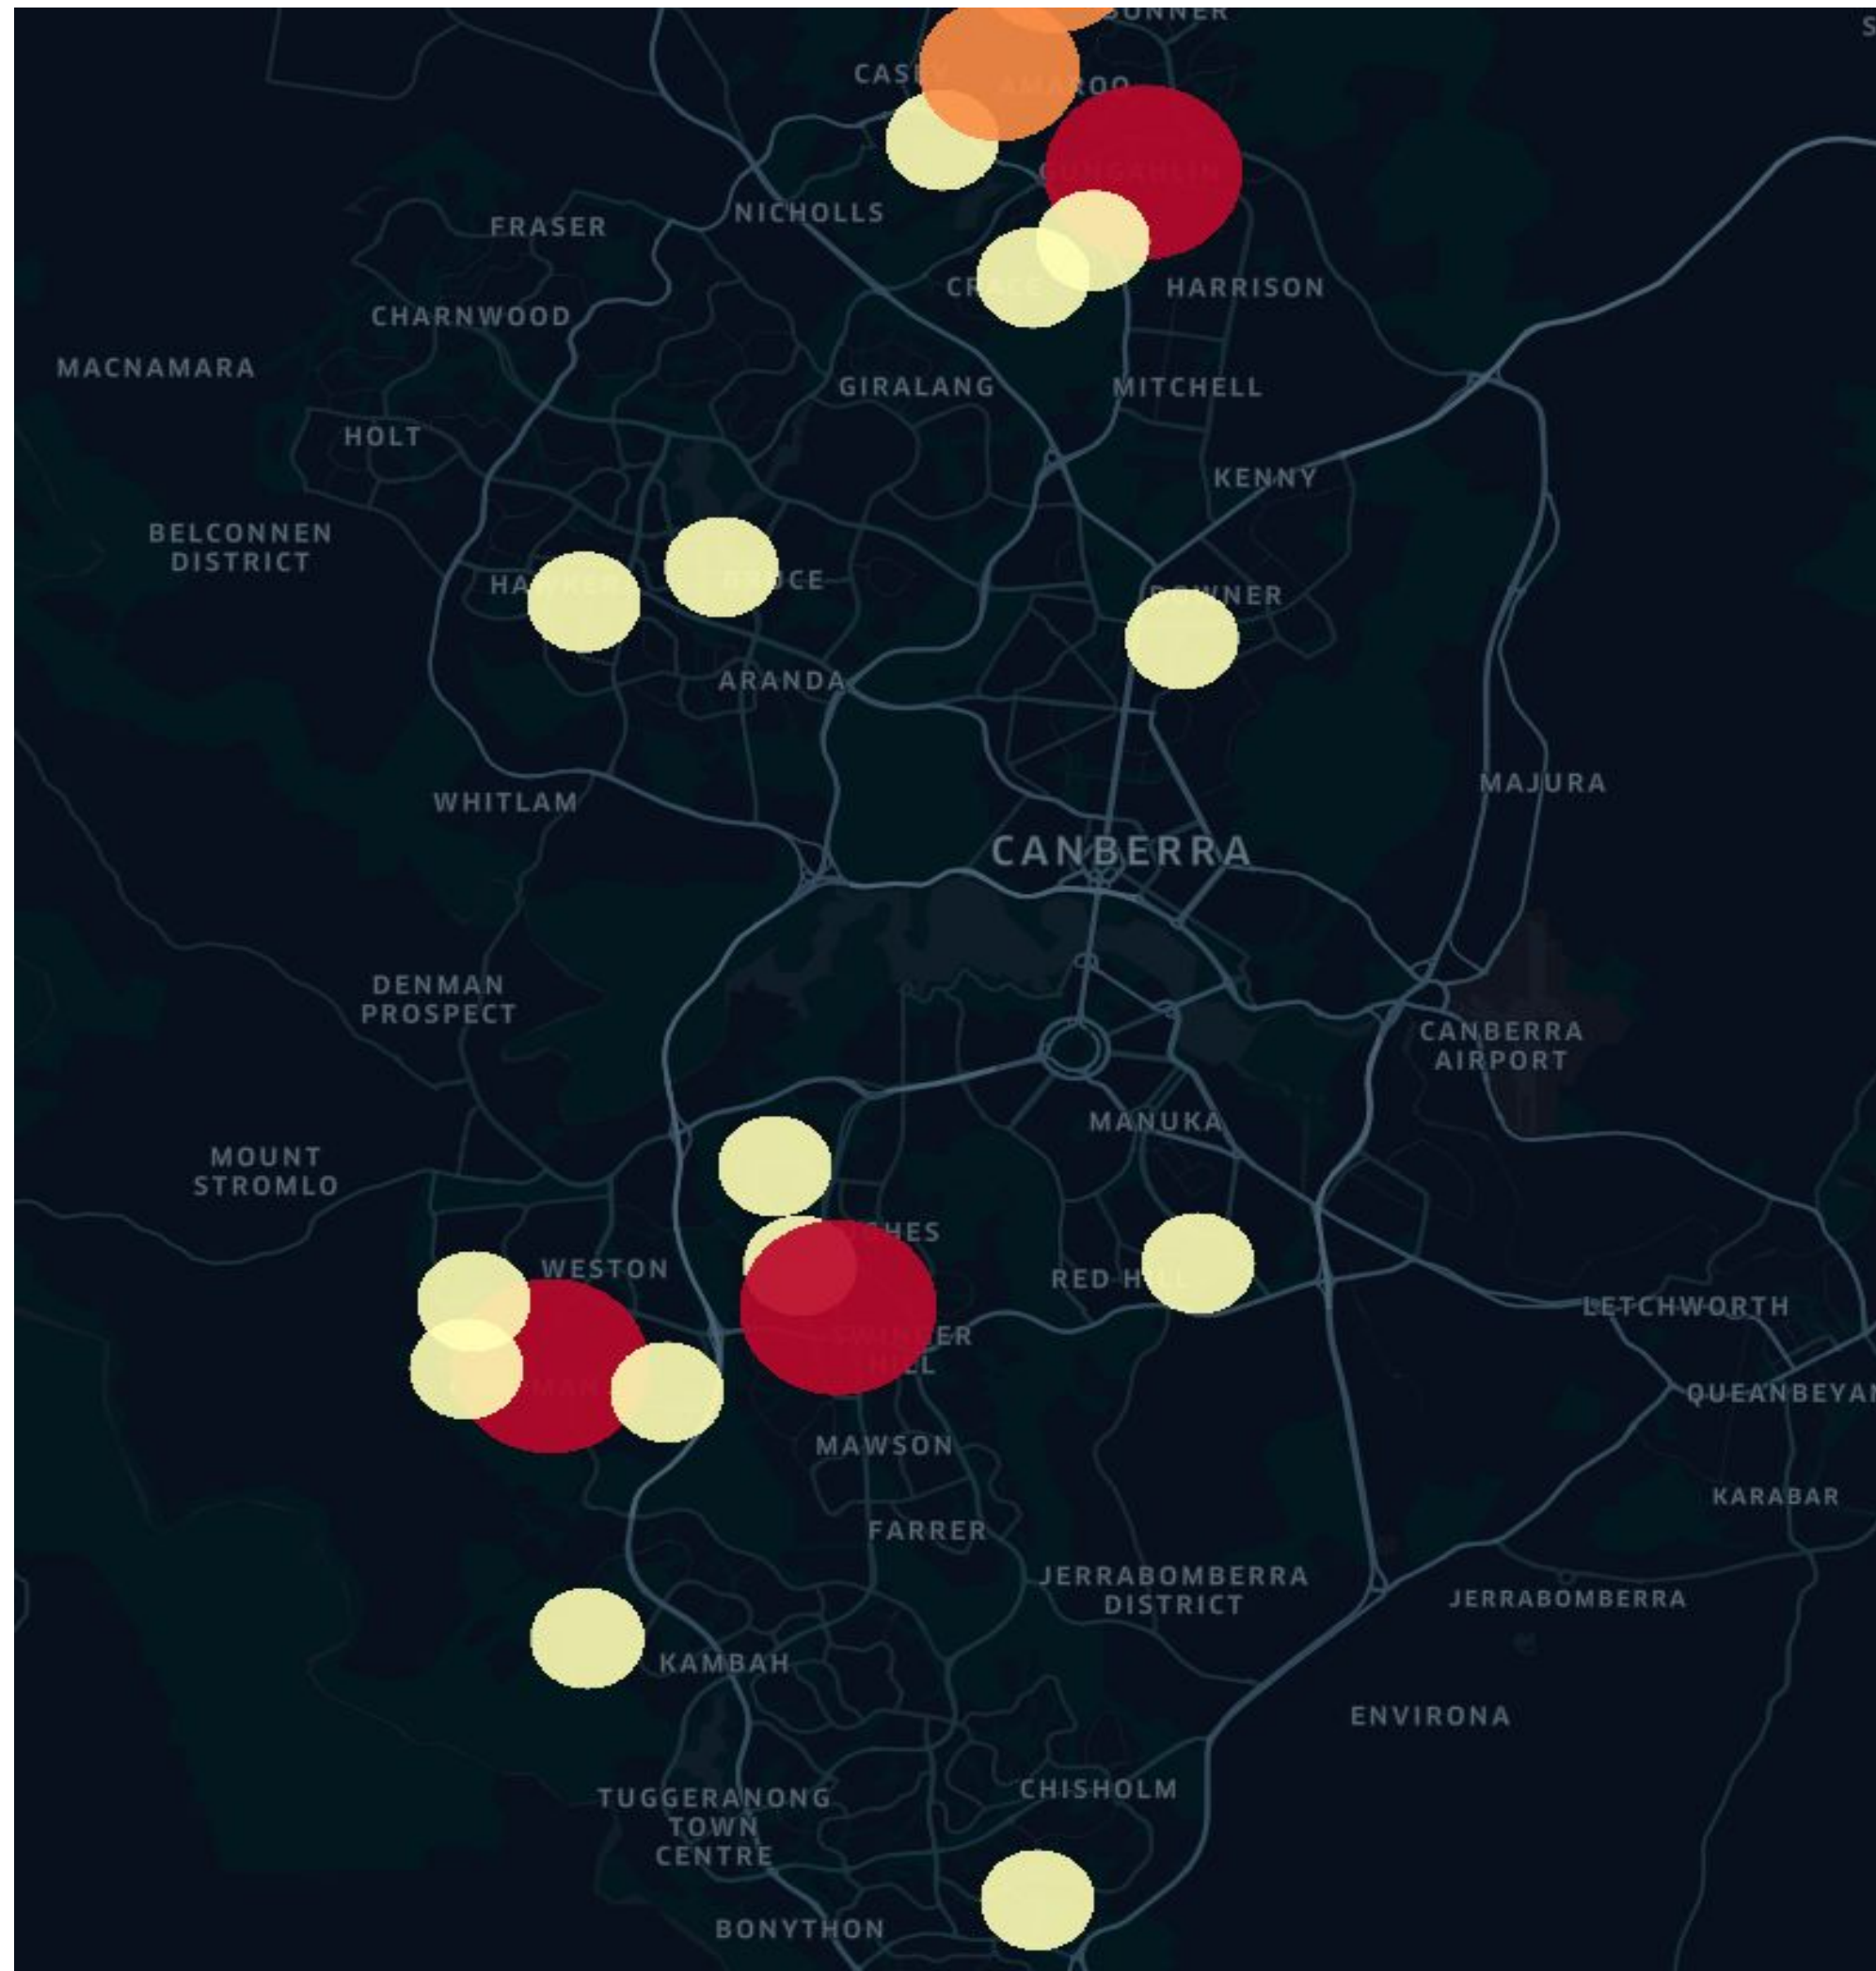 CASEY
AMAROO
GUNGAHLIN
NICHOLLS
FRASER
HARRISON
CHARNWOOD
MACNAMARA
GIRALANG
MITCHELL
HOLT
KENNY
BELCONNEN
DISTRICT
ARANDA
WHITLAM
MAJURA
CANBERRA
DENMAN
PROSPECT
CANBERRA
AIRPORT
MANUKA
MOUNT
STROMLO
WESTON
LETCHWORTH
MAWSON
KARABAR
FARRER
JERRABOMBERRA
DISTRICT
JERRABOMBERRA
KAMBAH
ENVIRONA
CHISHOLM
TUGGERANONG
TOWN
CENTRE
BONYTHON